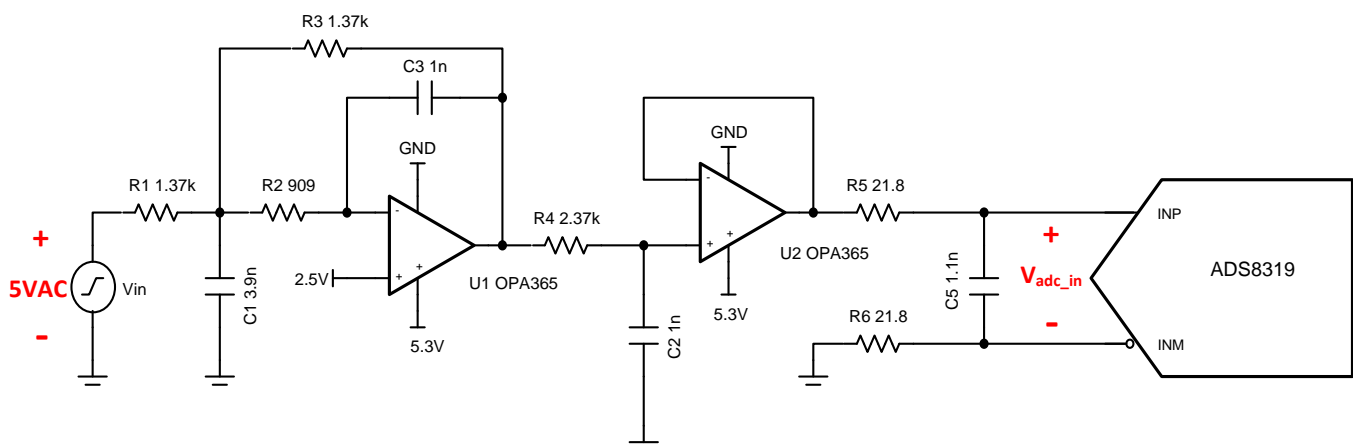 R3 1.37k
C3 1n
GND
GND
R1 1.37k
R2 909
R4 2.37k
R5 21.8
-
+
+
-
+
+
INP
+
5VAC
-
Vin
C1 3.9n
2.5V
U1 OPA365
U2 OPA365
5.3V
5.3V
C2 1n
C5 1.1n
+
Vadc_in
-
ADS8319
R6 21.8
INM